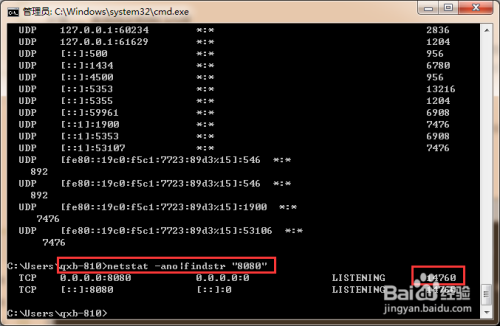 管理员: C:\Windows\system32\cmd.exe
UDP 127.0.0.1:60234 *:* 2836
UDP 127.0.0.1:61629 *:* 1204
UDP [::]:500 *:* 956
UDP [::]:1434 *:* 6780
UDP [::]:4500 *:* 956
UDP [::]:5353 *:* 13216
UDP [::]:5355 *:* 1204
UDP [::]:59961 *:* 6908
UDP [::1]:1900 *:* 7476
UDP [::1]:5353 *:* 6908
UDP [::1]:53107 *:* 7476
UDP [fe80::19c0:f5c1:7723:89d3%15]:546 *:*
892
UDP [fe80::19c0:f5c1:7723:89d3%15]:546 *:*
892
UDP [fe80::19c0:f5c1:7723:89d3%15]:1900 *:*
7476
UDP [fe80::19c0:f5c1:7723:89d3%15]:53106 *:*
7476
C:\Users\qxb-810>netstat -ano|findstr "8080"
TCP 0.0.0.0:8080 0.0.0.0:0 LISTENING 14760
TCP [::]:8080 [::]:0 LISTENING 14760
C:\Users\qxb-810>
Baidu 经验
jingyan.baidu.com